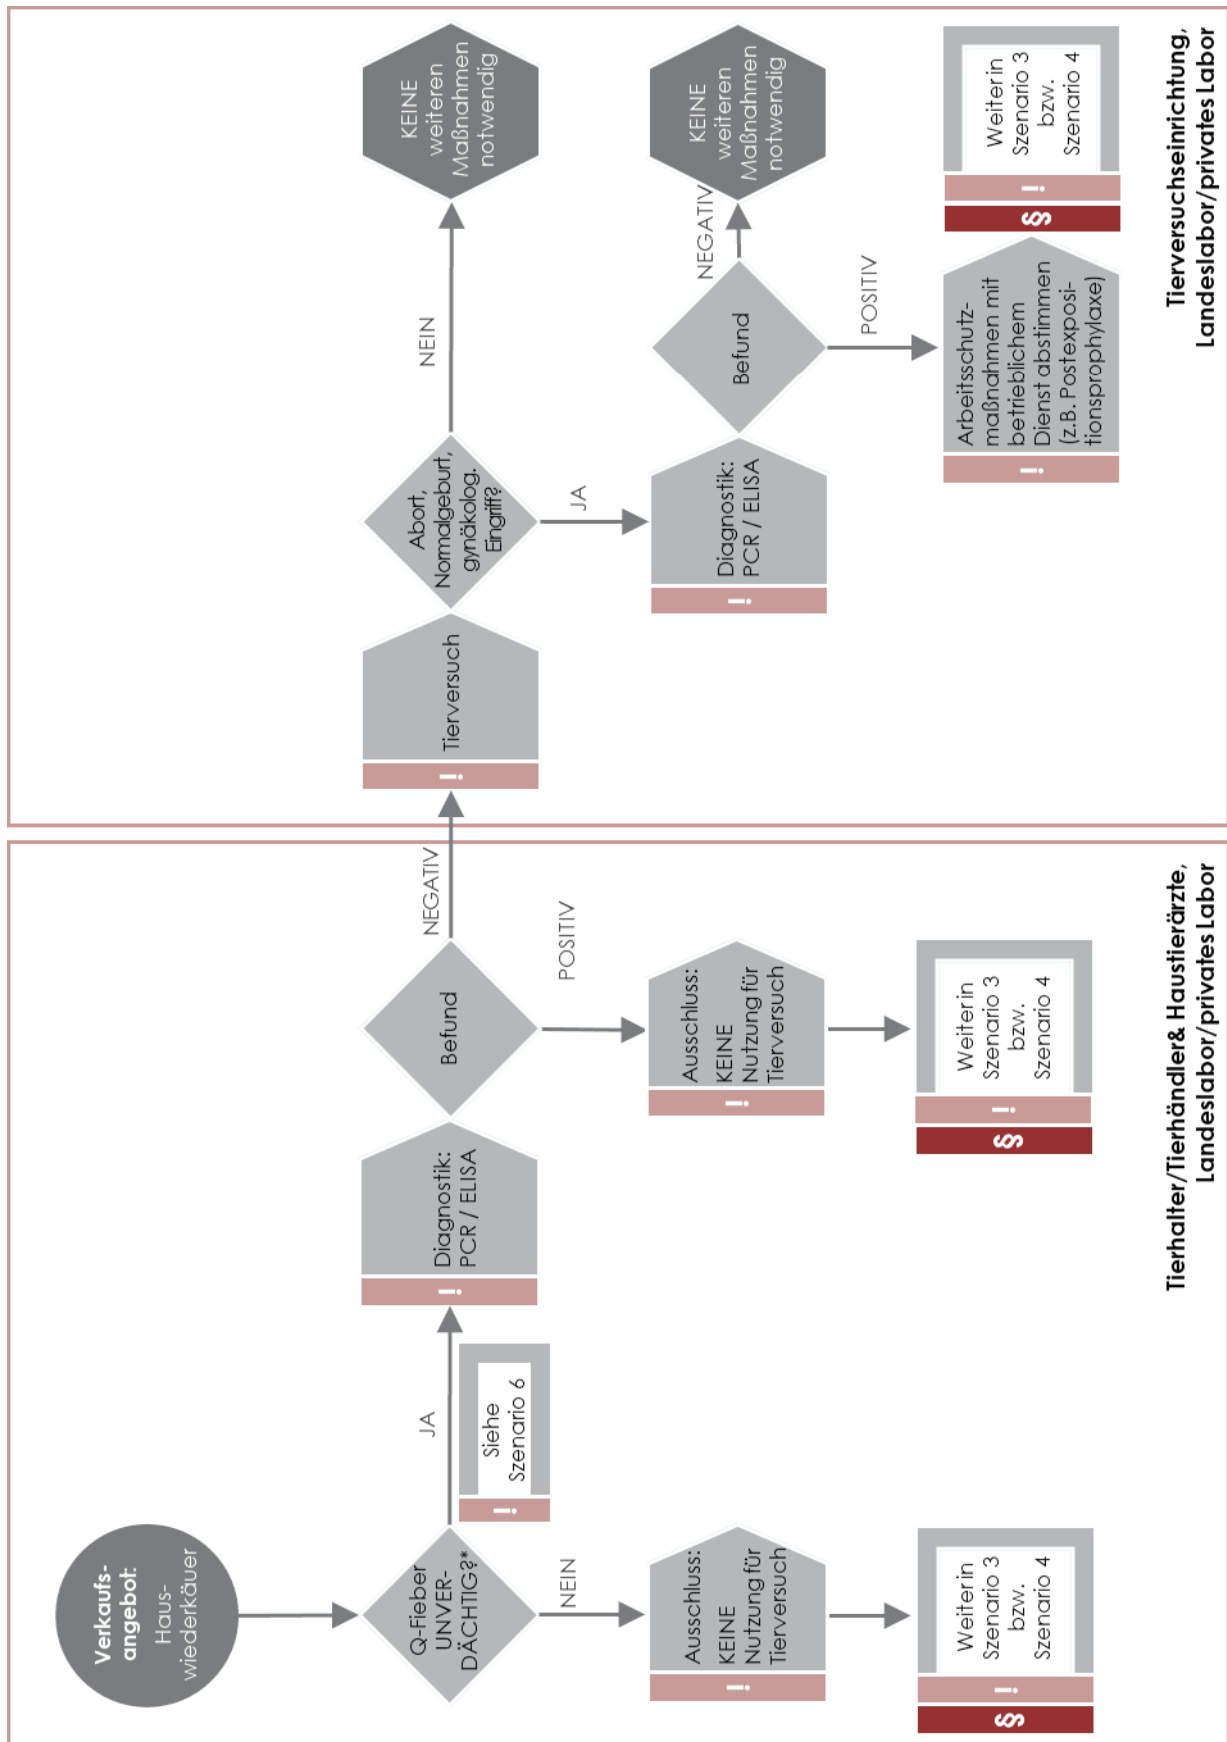 Verkaufs-
angebot:
Haus-
wiederkäuer
Q-Fieber
UNVER-
DÄCHTIG?*
NEIN
i
Ausschluss:
KEINE
Nutzung für
Tierversuch
§
i
Weiter in
Szenario 3
bzw.
Szenario 4
JA
i
Siehe
Szenario 6
i
Diagnostik:
PCR / ELISA
Befund
POSITIV
i
Ausschluss:
KEINE
Nutzung für
Tierversuch
§
i
Weiter in
Szenario 3
bzw.
Szenario 4
NEGATIV
Tierhalter/Tierhändler& Haustierärzte,
Landeslabor/privates Labor
i
Tierversuch
Abort,
Normalgeburt,
gynäkolog.
Eingriff?
NEIN
KEINE
weiteren
Maßnahmen
notwendig
JA
i
Diagnostik:
PCR / ELISA
Befund
NEGATIV
KEINE
weiteren
Maßnahmen
notwendig
POSITIV
i
Arbeitsschutz-
maßnahmen mit
betrieblichem
Dienst abstimmen
(z.B. Postexposi-
tionsprophylaxe)
§
i
Weiter in
Szenario 3
bzw.
Szenario 4
Tierversuchseinrichtung,
Landeslabor/privates Labor